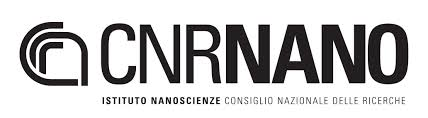 CNRNANO
ISTITUTO NANOSCIENZE CONSIGLIO NAZIONALE DELLE RICERCHE